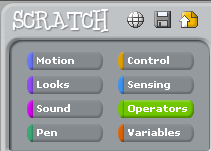 SCRATCH
Motion Control
Looks Sensing
Sound Operators
Pen Variables